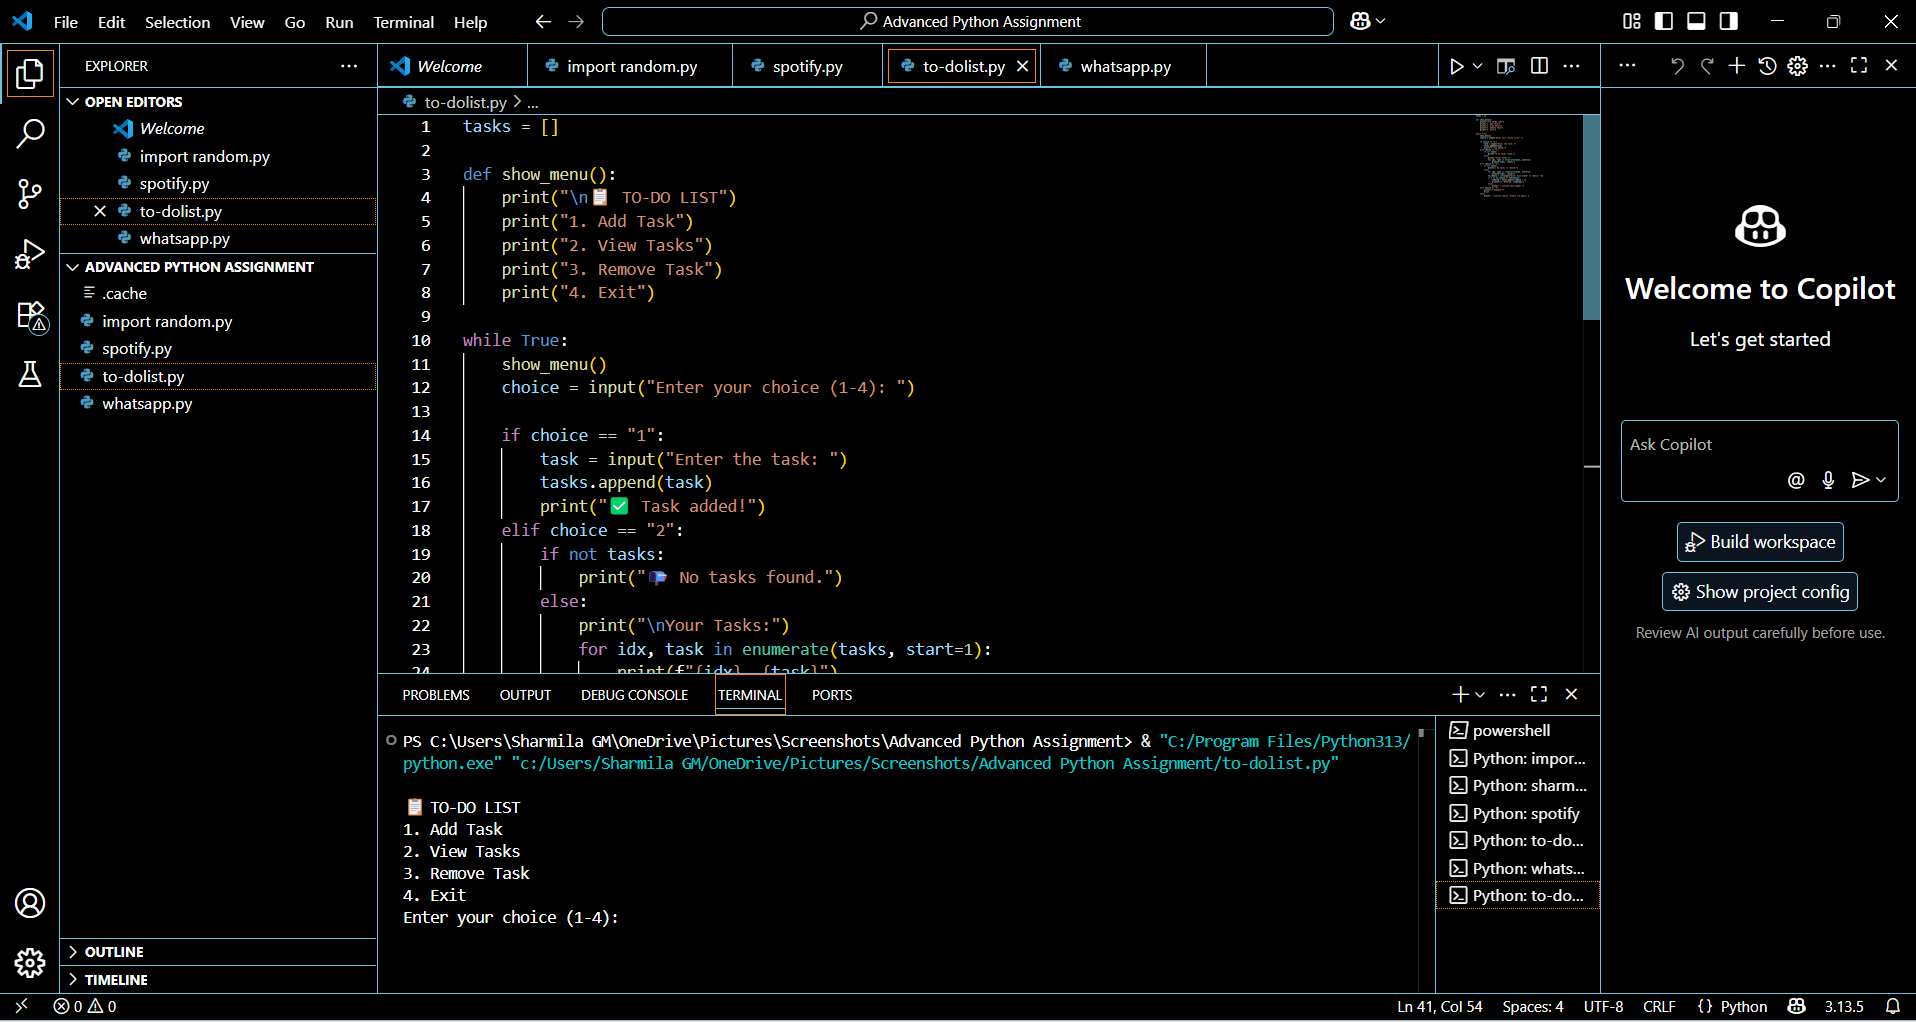 File Edit Selection View Go Run Terminal Help
Advanced Python Assignment
EXPLORER
OPEN EDITORS
Welcome
import random.py
spotify.py
to-dolist.py
whatsapp.py
ADVANCED PYTHON ASSIGNMENT
.cache
import random.py
spotify.py
to-dolist.py
whatsapp.py
OUTLINE
TIMELINE
Welcome import random.py spotify.py to-dolist.py whatsapp.py
to-dolist.py > ...
1 tasks = []
2
3 def show_menu():
4 print("\n📋 TO-DO LIST")
5 print("1. Add Task")
6 print("2. View Tasks")
7 print("3. Remove Task")
8 print("4. Exit")
9
10 while True:
11 show_menu()
12 choice = input("Enter your choice (1-4): ")
13
14 if choice == "1":
15 task = input("Enter the task: ")
16 tasks.append(task)
17 print("✅ Task added!")
18 elif choice == "2":
19 if not tasks:
20 print("📭 No tasks found.")
21 else:
22 print("\nYour Tasks:")
23 for idx, task in enumerate(tasks, start=1):
24 print(f"{idx}. {task}")
PROBLEMS OUTPUT DEBUG CONSOLE TERMINAL PORTS
PS C:\Users\Sharmila GM\OneDrive\Pictures\Screenshots\Advanced Python Assignment> & "C:/Program Files/Python313/
python.exe" "c:/Users/Sharmila GM/OneDrive/Pictures/Screenshots/Advanced Python Assignment/to-dolist.py"
📋 TO-DO LIST
1. Add Task
2. View Tasks
3. Remove Task
4. Exit
Enter your choice (1-4):
powershell
Python: impor...
Python: sharm...
Python: spotify
Python: to-do...
Python: whats...
Python: to-do...
Welcome to Copilot
Let's get started
Ask Copilot
Build workspace
Show project config
Review AI output carefully before use.
0 0
Ln 41, Col 54 Spaces: 4 UTF-8 CRLF {} Python 3.13.5